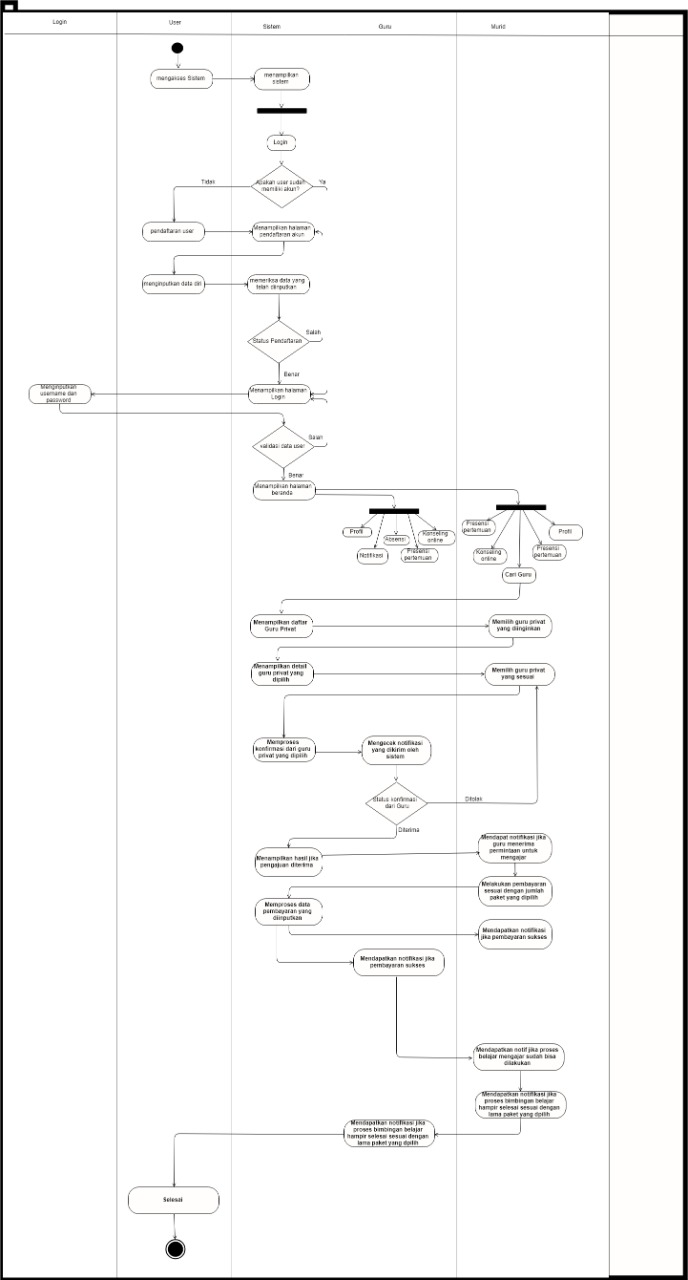 Login
User
Sistem
Guru
Murid
mengakses Sistem
menampilkan
sistem
Login
Apakan user sudah
memiliki akun?
Tidak
Ya
pendaftaran user
Menampilkan halaman
pendaftaran akun
menginputkan data diri
memeriksa data yang
telah diinputkan
Status Pendaftaran
Salah
Benar
Menginputkan
username dan
password
Menampilkan halaman
Login
validasi data user
Salah
Benar
Menampilkan halaman
beranda
Profil
Notifikasi
Absensi
Presensi
pertemuan
Konseling
online
Presensi
pertemuan
Konseling
online
Presensi
pertemuan
Profil
Cari Guru
Menampilkan daftar
Guru Privat
Memilih guru privat
yang diinginkan
Menampilkan detail
guru privat yang
dipilih
Memilih guru privat
yang sesuai
Memproses
konfirmasi dari guru
privat yang dipilih
Mengecek notifikasi
yang dikirim oleh
sistem
Status konfirmasi
dari Guru
Ditolak
Diterima
Menampilkan hasil jika
pengajuan diterima
Mendapat notifikasi jika
guru menerima
permintaan untuk
mengajar
Melakukan pembayaran
sesuai dengan jumlah
paket yang dipilih
Memproses data
pembayaran yang
diinputkan
Mendapatkan notifikasi
jika pembayaran sukses
Mendapatkan notifikasi jika
pembayaran sukses
Mendapatkan notif jika proses
belajar mengajar sudah bisa
dilakukan
Mendapatkan notifikasi jika
proses bimbingan belajar
hampir selesai sesuai dengan
lama paket yang dpilih
Mendapatkan notifikasi jika
proses bimbingan belajar
hampir selesai sesuai dengan
lama paket yang dpilih
Selesai